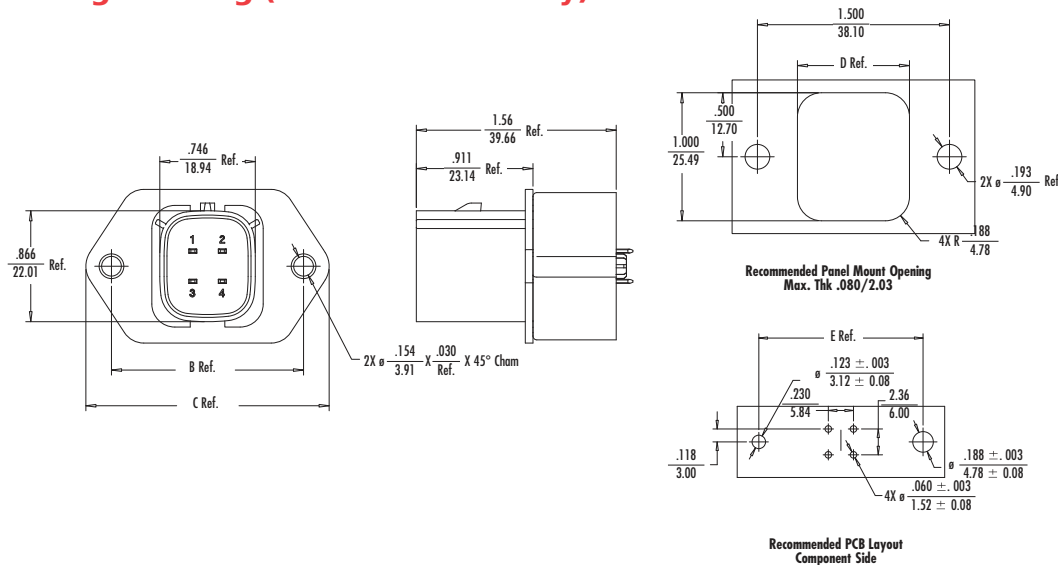 1.500
38.10
D Ref.
.500
12.70
1.000
25.49
2X ø .193
4.90 Ref
4X R .188
4.78
Recommended Panel Mount Opening
Max. Thk .080/2.03
1.56
39.66 Ref.
.911
23.14 Ref.
.746
18.94 Ref.
.866
22.01 Ref.
1 2
3 4
2X ø .154
3.91 X .030
Ref. X 45° Cham
B Ref.
C Ref.
E Ref.
ø .123 ±.003
3.12 ± 0.08
.230
5.84
2.36
6.00
.118
3.00
ø .188 ±.003
4.78 ± 0.08
4X ø .060 ±.003
1.52 ± 0.08
Recommended PCB Layout
Component Side